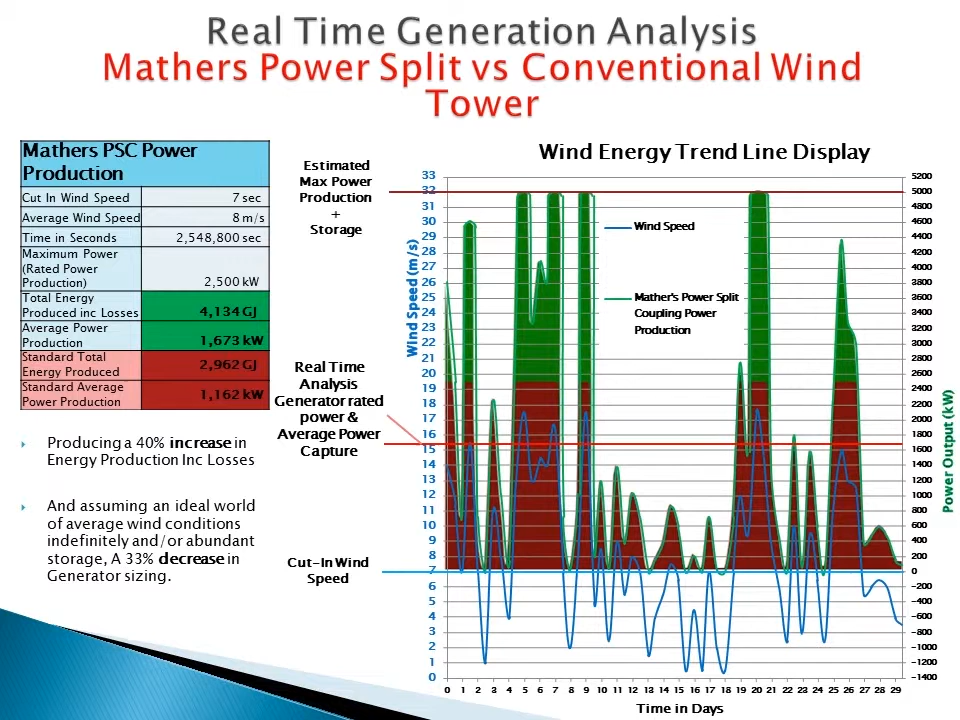 Real Time Generation Analysis
Mathers Power Split vs Conventional Wind
Tower
Mathers PSC Power
Production
Cut In Wind Speed 7 sec
Average Wind Speed 8 m/s
Time in Seconds 2,548,800 sec
Maximum Power
(Rated Power
Production) 2,500 kW
Total Energy
Produced inc Losses 4,134 GJ
Average Power
Production 1,673 kW
Standard Total
Energy Produced 2,962 GJ
Standard Average
Power Production 1,162 kW
Producing a 40% increase in
Energy Production Inc Losses
And assuming an ideal world
of average wind conditions
indefinitely and/or abundant
storage, A 33% decrease in
Generator sizing.
Estimated
Max Power
Production
+
Storage
Real Time
Analysis
Generator rated
power &
Average Power
Capture
Cut-In Wind
Speed
Wind Energy Trend Line Display
Wind Speed (m/s)
33
32
31
30
29
28
27
26
25
24
23
22
21
20
19
18
17
16
15
14
13
12
11
10
9
8
7
6
5
4
3
2
1
0
Wind Speed
Mather's Power Split
Coupling Power
Production
5200
5000
4800
4600
4400
4200
4000
3800
3600
3400
3200
3000
2800
2600
2400
2200
2000
1800
1600
1400
1200
1000
800
600
400
200
0
-200
-400
-600
-800
-1000
-1200
-1400
Power Output (kW)
0 1 2 3 4 5 6 7 8 9 10 11 12 13 14 15 16 17 18 19 20 21 22 23 24 25 26 27 28 29
Time in Days